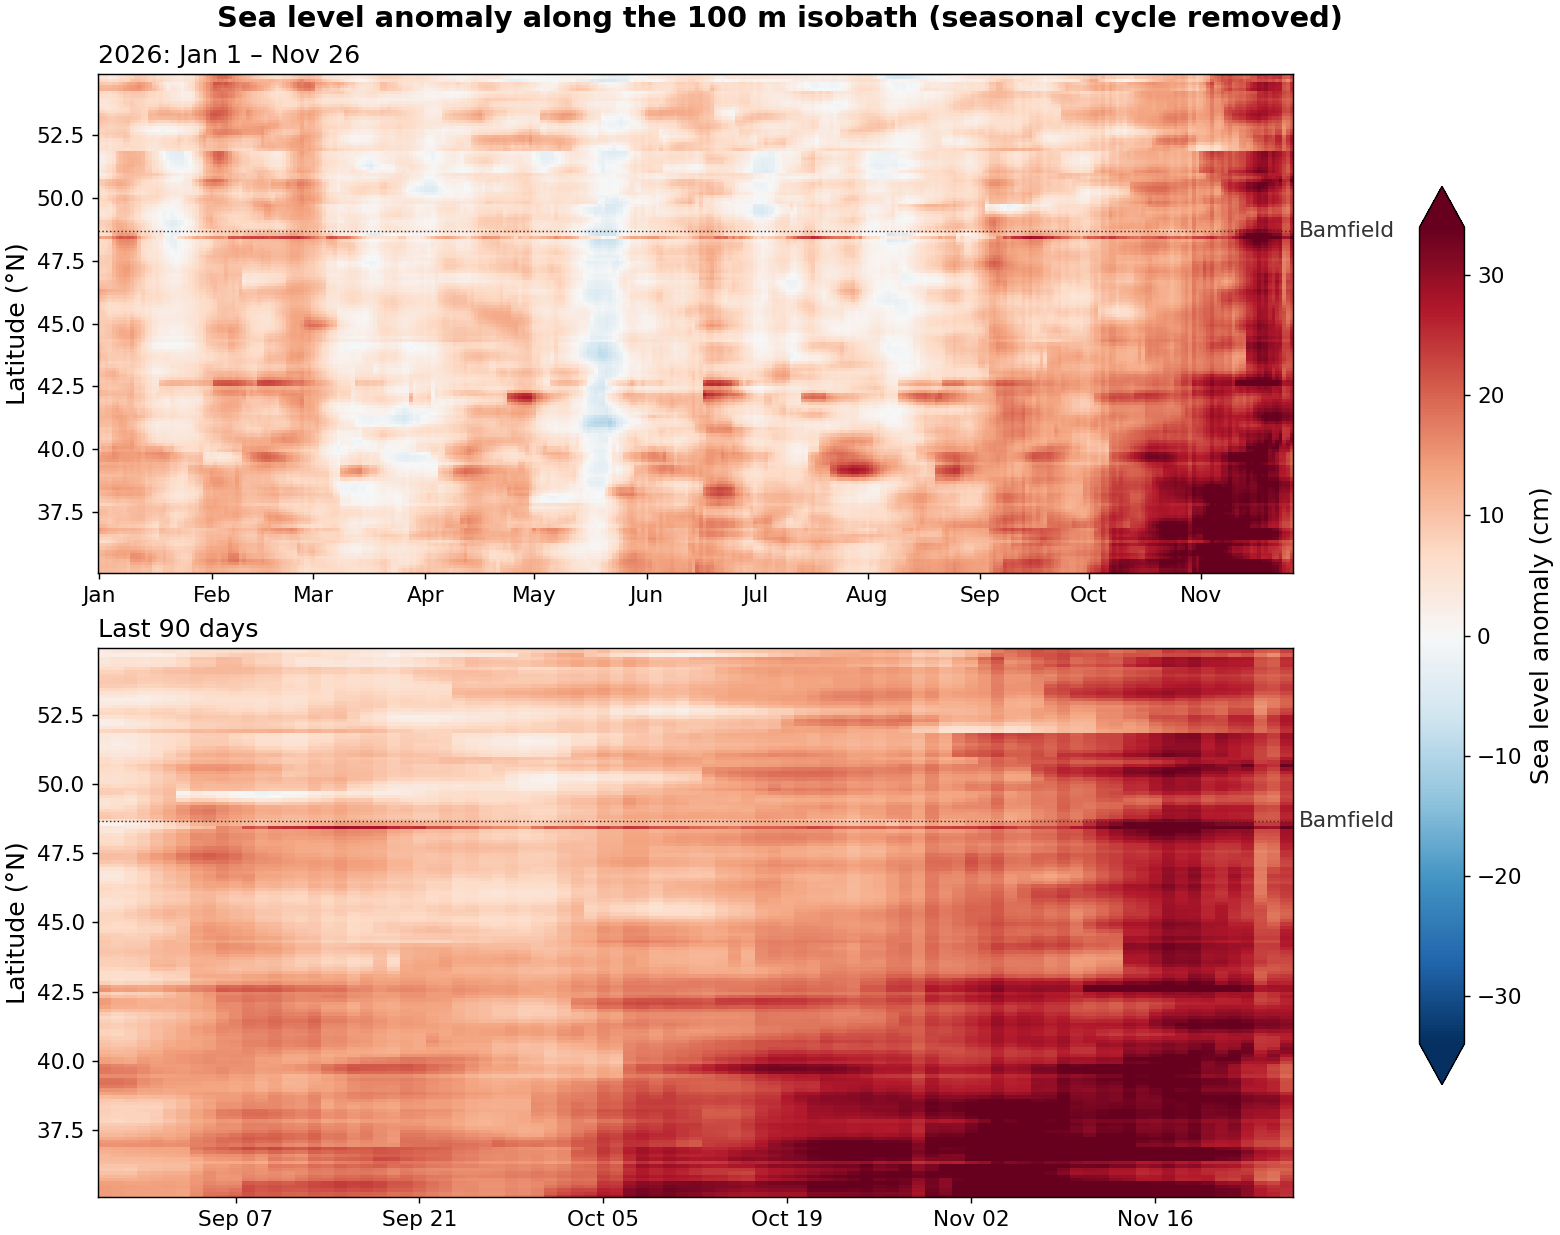 Sea level anomaly along the 100 m isobath (seasonal cycle removed)
2026: Jan 1 – Nov 26
Latitude (°N)
52.5
50.0
47.5
45.0
42.5
40.0
37.5
Bamfield
Jan Feb Mar Apr May Jun Jul Aug Sep Oct Nov
Last 90 days
Latitude (°N)
52.5
50.0
47.5
45.0
42.5
40.0
37.5
Bamfield
Sep 07 Sep 21 Oct 05 Oct 19 Nov 02 Nov 16
30
20
10
0
−10
−20
−30
Sea level anomaly (cm)